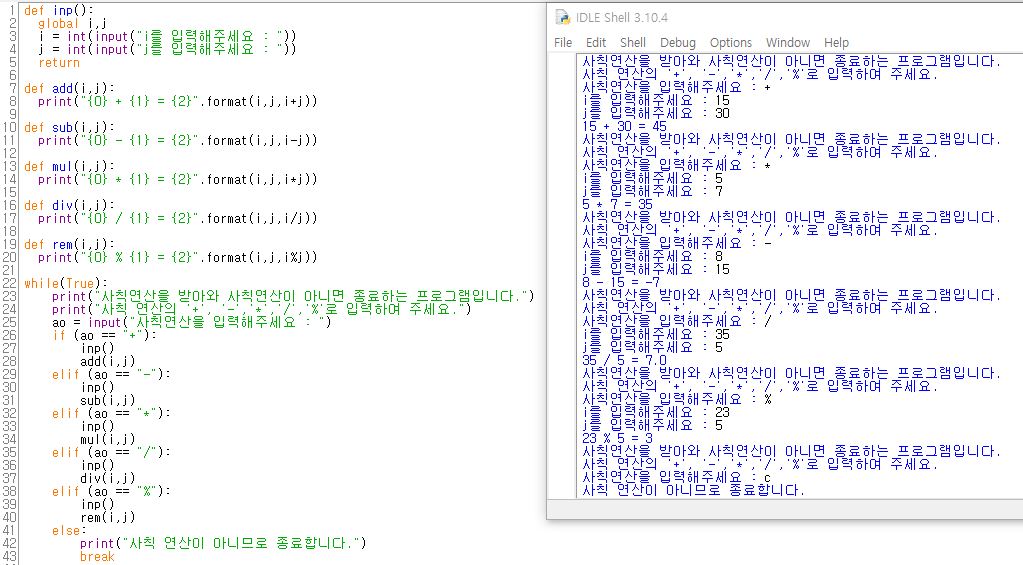 1 def inp():
2   global i,j
3   i = int(input("i를 입력해주세요 : "))
4   j = int(input("j를 입력해주세요 : "))
5   return
6
7 def add(i,j):
8   print("{0} + {1} = {2}".format(i,j,i+j))
9
10 def sub(i,j):
11   print("{0} - {1} = {2}".format(i,j,i-j))
12
13 def mul(i,j):
14   print("{0} * {1} = {2}".format(i,j,i*j))
15
16 def div(i,j):
17   print("{0} / {1} = {2}".format(i,j,i/j))
18
19 def rem(i,j):
20   print("{0} % {1} = {2}".format(i,j,i%j))
21
22 while(True):
23     print("사칙연산을 받아와 사칙연산이 아니면 종료하는 프로그램입니다.")
24     print("사칙 연산의 '+', '-','*','/','%'로 입력하여 주세요.")
25     ao = input("사칙연산을 입력해주세요 : ")
26     if (ao == "+"):
27         inp()
28         add(i,j)
29     elif (ao == "-"):
30         inp()
31         sub(i,j)
32     elif (ao == "*"):
33         inp()
34         mul(i,j)
35     elif (ao == "/"):
36         inp()
37         div(i,j)
38     elif (ao == "%"):
39         inp()
40         rem(i,j)
41     else:
42         print("사칙 연산이 아니므로 종료합니다.")
43         break
IDLE Shell 3.10.4
File Edit Shell Debug Options Window Help
사칙연산을 받아와 사칙연산이 아니면 종료하는 프로그램입니다.
사칙 연산의 '+', '-','*','/','%'로 입력하여 주세요.
사칙연산을 입력해주세요 : +
i를 입력해주세요 : 15
j를 입력해주세요 : 30
15 + 30 = 45
사칙연산을 받아와 사칙연산이 아니면 종료하는 프로그램입니다.
사칙 연산의 '+', '-','*','/','%'로 입력하여 주세요.
사칙연산을 입력해주세요 : *
i를 입력해주세요 : 5
j를 입력해주세요 : 7
5 * 7 = 35
사칙연산을 받아와 사칙연산이 아니면 종료하는 프로그램입니다.
사칙 연산의 '+', '-','*','/','%'로 입력하여 주세요.
사칙연산을 입력해주세요 : -
i를 입력해주세요 : 8
j를 입력해주세요 : 15
8 - 15 = -7
사칙연산을 받아와 사칙연산이 아니면 종료하는 프로그램입니다.
사칙 연산의 '+', '-','*','/','%'로 입력하여 주세요.
사칙연산을 입력해주세요 : /
i를 입력해주세요 : 35
j를 입력해주세요 : 5
35 / 5 = 7.0
사칙연산을 받아와 사칙연산이 아니면 종료하는 프로그램입니다.
사칙 연산의 '+', '-','*','/','%'로 입력하여 주세요.
사칙연산을 입력해주세요 : %
i를 입력해주세요 : 23
j를 입력해주세요 : 5
23 % 5 = 3
사칙연산을 받아와 사칙연산이 아니면 종료하는 프로그램입니다.
사칙 연산의 '+', '-','*','/','%'로 입력하여 주세요.
사칙연산을 입력해주세요 : c
사칙 연산이 아니므로 종료합니다.